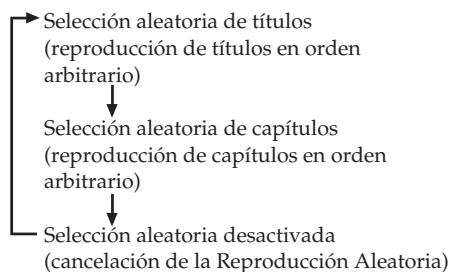 Selección aleatoria de títulos
(reproducción de títulos en orden
arbitrario)
Selección aleatoria de capítulos
(reproducción de capítulos en orden
arbitrario)
Selección aleatoria desactivada
(cancelación de la Reproducción Aleatoria)